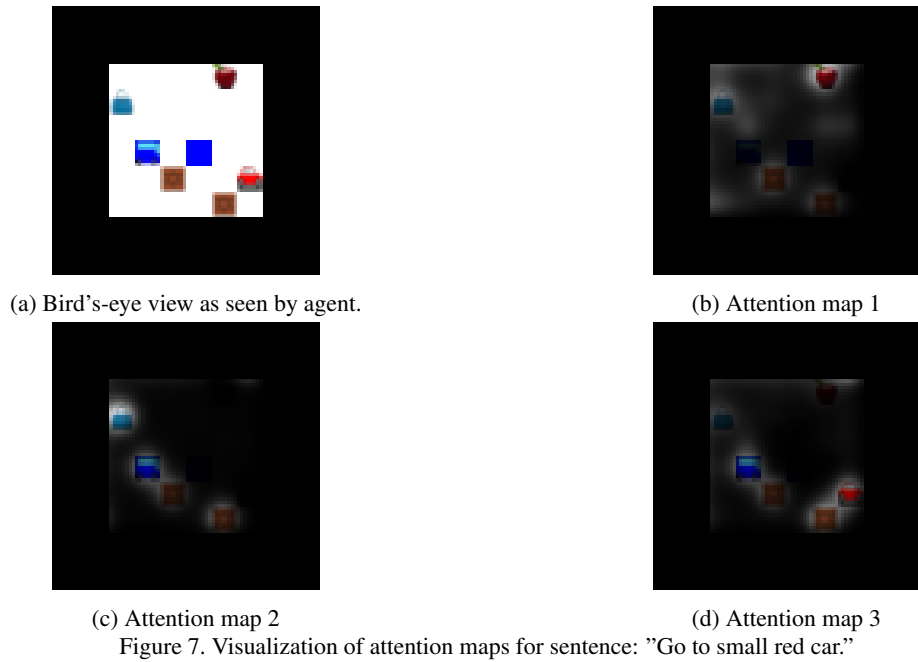 (a) Bird's-eye view as seen by agent.
(b) Attention map 1
(c) Attention map 2
(d) Attention map 3
Figure 7. Visualization of attention maps for sentence: ”Go to small red car.”